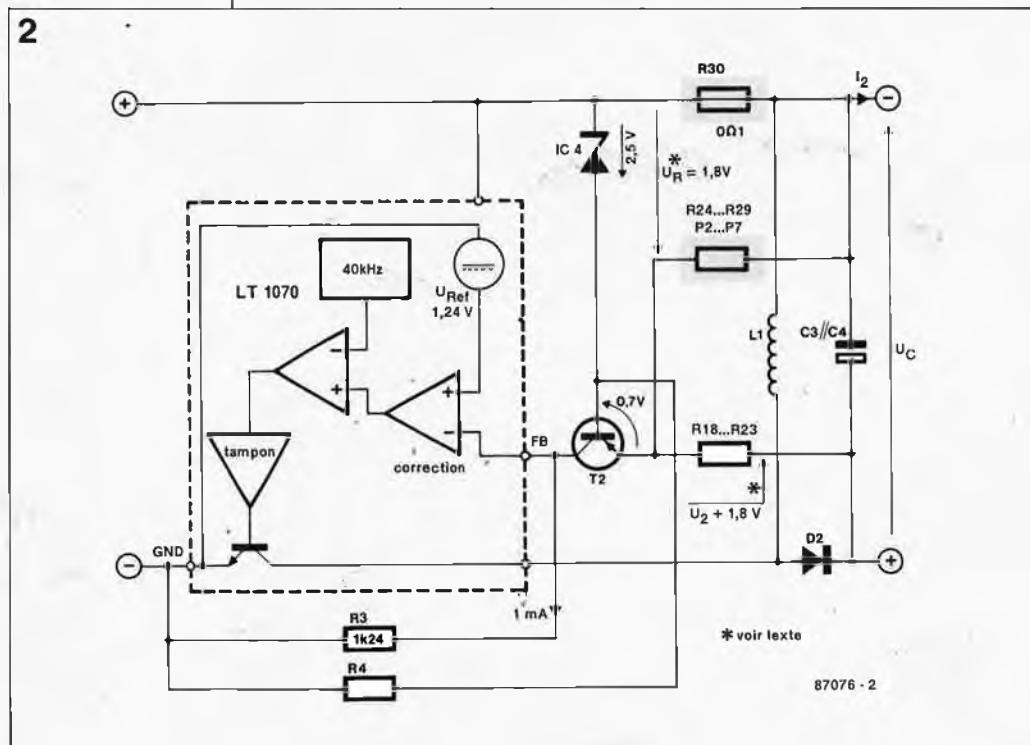 2
R30
I2
+
−
0Ω1
IC 4
2,5 V
*
UR = 1,8V
R24...R29
P2...P7
40kHz
LT 1070
URef
1,24 V
L1
C3//C4
UC
−
+
+
−
0,7V
R18...R23
FB
tampon
correction
T2
*
U2 + 1,8 V
GND
D2
−
+
1 mA
R3
1k24
* voir texte
R4
87076 - 2